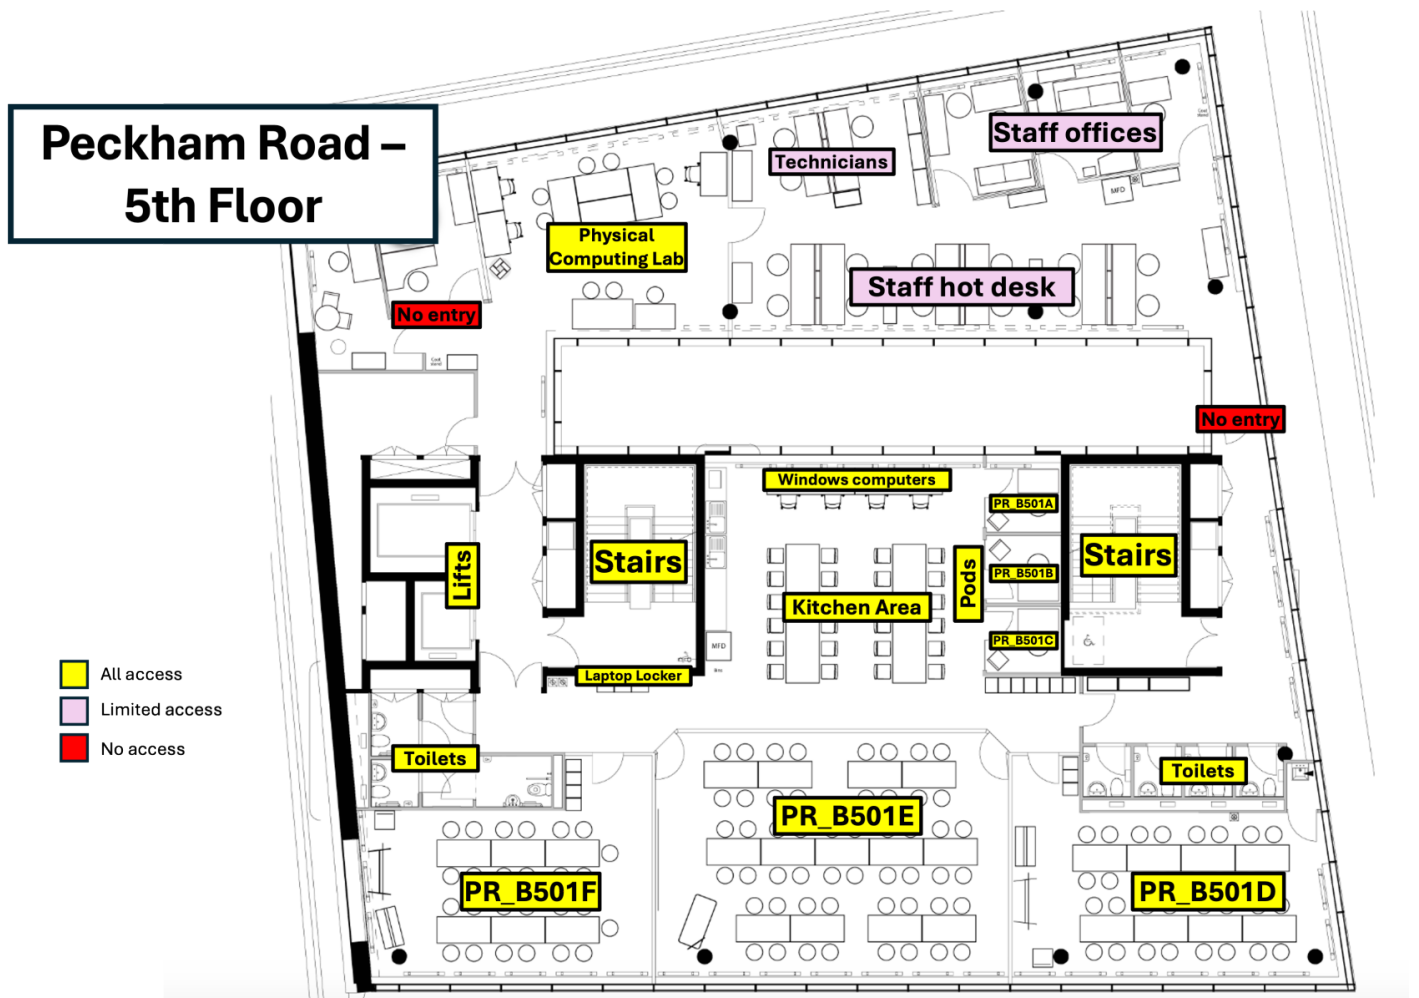 Peckham Road –
5th Floor
Staff offices
Technicians
MFD
Physical
Computing Lab
Staff hot desk
No entry
No entry
Windows computers
PR_B501A
Lifts
Stairs
Pods
PR_B501B
Stairs
Kitchen Area
PR_B501C
MFD
Laptop Locker
All access
Limited access
No access
Toilets
Toilets
PR_B501E
PR_B501F
PR_B501D